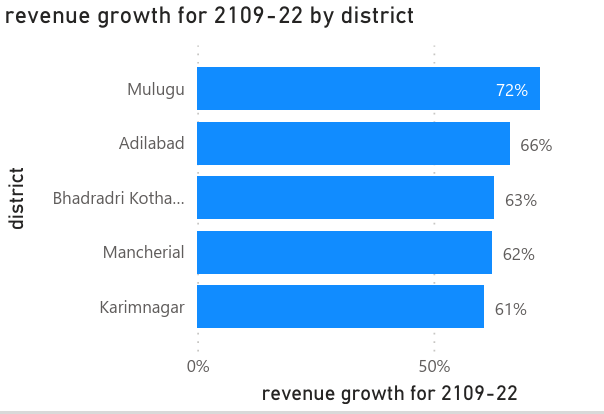 revenue growth for 2109-22 by district
district
Mulugu 72%
Adilabad 66%
Bhadradri Kotha... 63%
Mancherial 62%
Karimnagar 61%
0% 50%
revenue growth for 2109-22